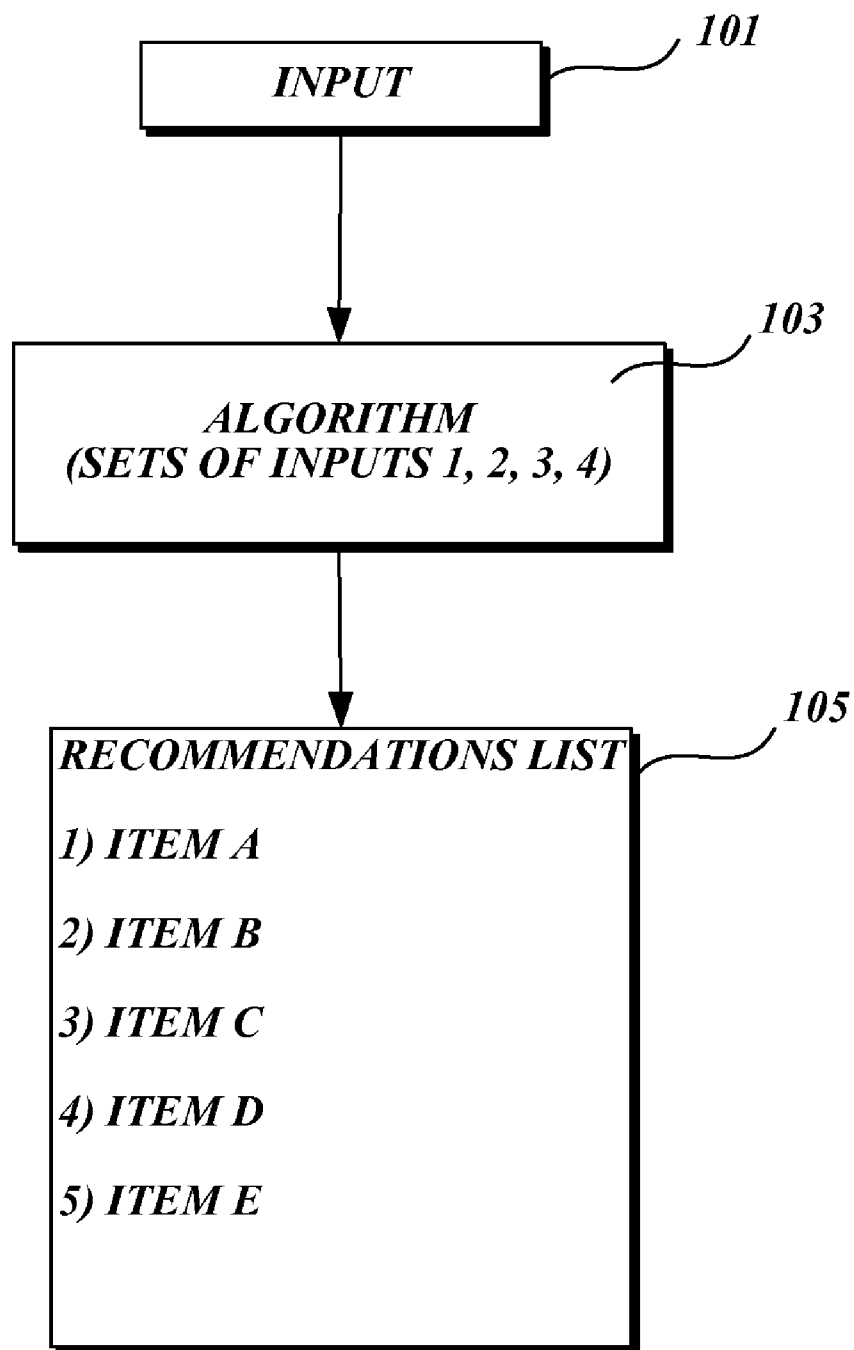 101
INPUT
103
ALGORITHM
(SETS OF INPUTS 1, 2, 3, 4)
105
RECOMMENDATIONS LIST
1) ITEM A
2) ITEM B
3) ITEM C
4) ITEM D
5) ITEM E